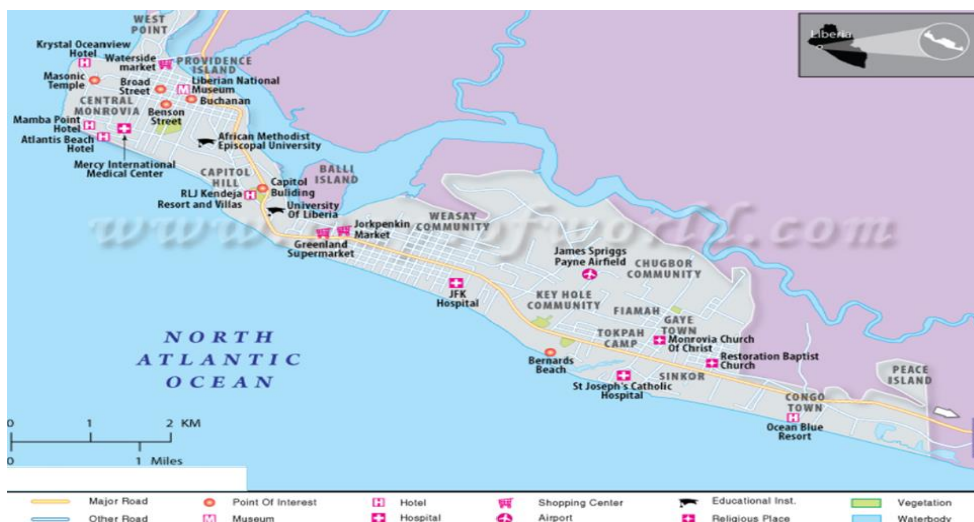 WEST
POINT
Krystal Oceanview
Hotel
Waterside
market
PROVIDENCE
ISLAND
Masonic
Temple
Broad
Street
Liberian National
Museum
Buchanan
CENTRAL
MONROVIA
Benson
Street
Mamba Point
Hotel
Atlantis Beach
Hotel
African Methodist
Episcopal University
Mercy International
Medical Center
CAPITOL
HILL
Capitol
Buliding
BALLI
ISLAND
RLJ Kendeja
Resort and Villas
University
Of Liberia
WEASAY
COMMUNITY
Jorkpenkin
Market
Greenland
Supermarket
James Spriggs
Payne Airfield
CHUGBOR
COMMUNITY
JFK
Hospital
KEY HOLE
COMMUNITY
FIAMAH
GAYE
TOWN
TOKPAH
CAMP
Monrovia Church
Of Christ
Bernards
Beach
Restoration Baptist
Church
St Joseph's Catholic
Hospital
SINKOR
PEACE
ISLAND
CONGO
TOWN
Ocean Blue
Resort
Liberia
NORTH
ATLANTIC
OCEAN
0 1 2 KM
0 1 Miles
Major Road Point Of Interest H Hotel Shopping Center Educational Inst. Vegetation
Other Road M Museum Hospital Airport Religious Place Waterbody